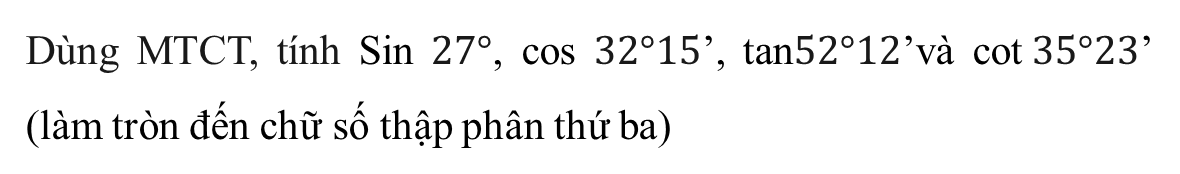 Dùng MTCT, tính Sin 27°, cos 32°15’, tan52°12’và cot 35°23’
(làm tròn đến chữ số thập phân thứ ba)